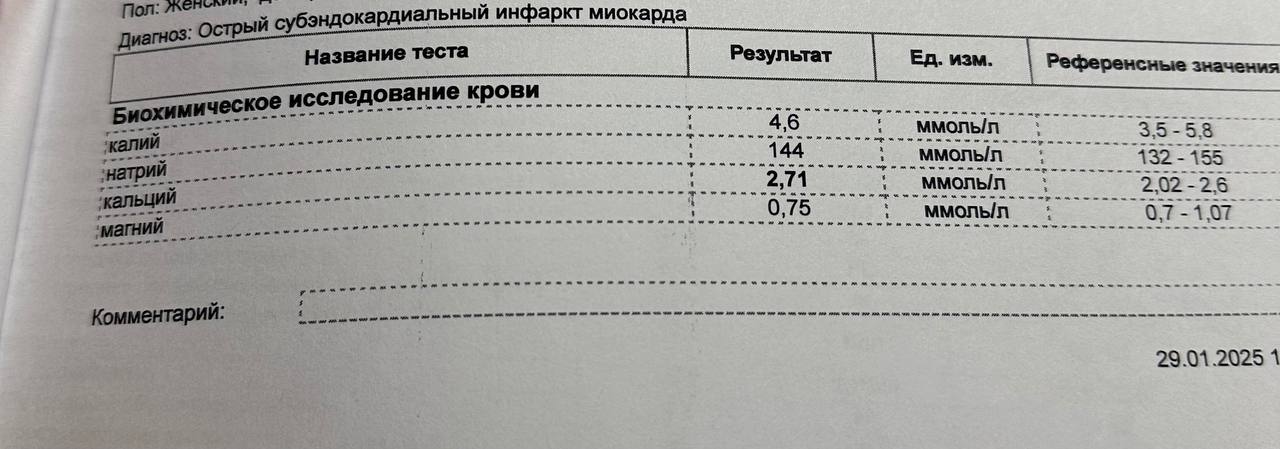 Пол: Женский,
Диагноз: Острый субэндокардиальный инфаркт миокарда
Название теста Результат Ед. изм. Референсные значения
Биохимическое исследование крови
калий 4,6 ммоль/л 3,5 - 5,8
натрий 144 ммоль/л 132 - 155
кальций 2,71 ммоль/л 2,02 - 2,6
магний 0,75 ммоль/л 0,7 - 1,07
Комментарий:
29.01.2025 1